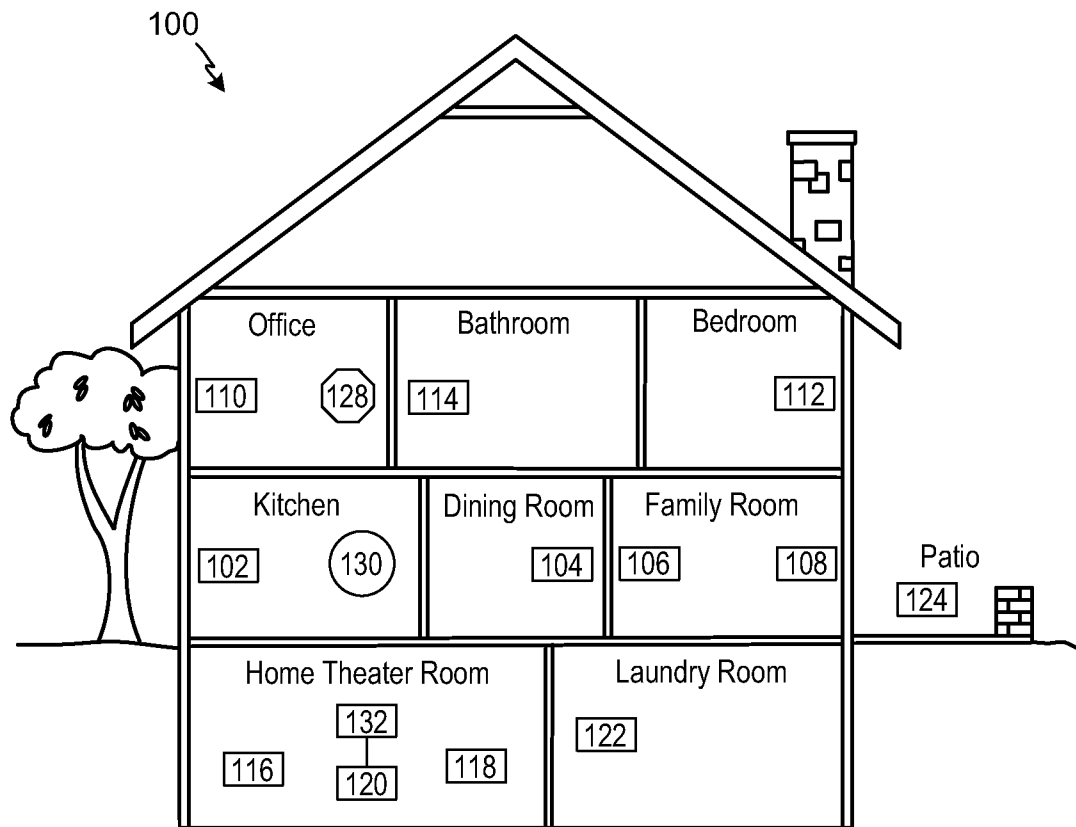 100
Office
Bathroom
Bedroom
110
128
114
112
Kitchen
Dining Room
Family Room
102
130
104
106
108
Patio
124
Home Theater Room
Laundry Room
132
116
120
118
122